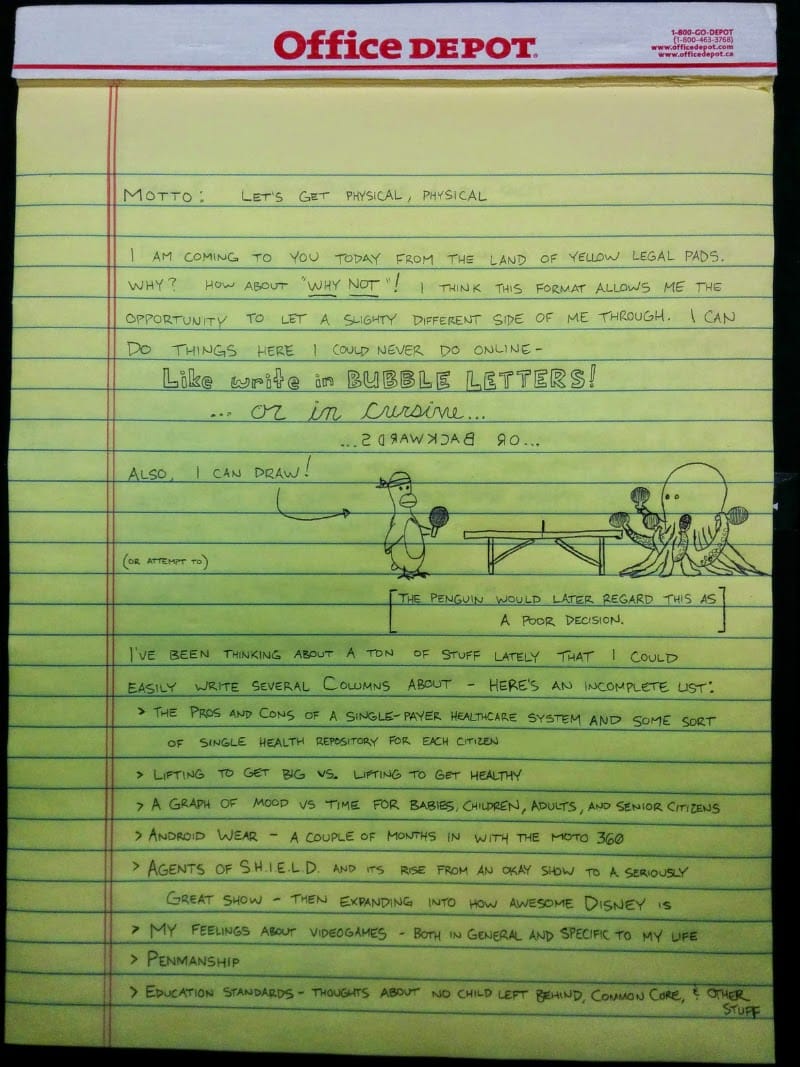 Office DEPOT.
1-800-GO-DEPOT
(1-800-463-3768)
www.officedepot.com
www.officedepot.ca
MOTTO: LET'S GET PHYSICAL, PHYSICAL
I AM COMING TO YOU TODAY FROM THE LAND OF YELLOW LEGAL PADS.
WHY? HOW ABOUT "WHY NOT"! I THINK THIS FORMAT ALLOWS ME THE
OPPORTUNITY TO LET A SLIGHTY DIFFERENT SIDE OF ME THROUGH. I CAN
DO THINGS HERE I COULD NEVER DO ONLINE-
Like write in BUBBLE LETTERS!
... or in cursive...
...OR BACKWARDS...
ALSO, I CAN DRAW!
(OR ATTEMPT TO)
[THE PENGUIN WOULD LATER REGARD THIS AS
A POOR DECISION.]
I'VE BEEN THINKING ABOUT A TON OF STUFF LATELY THAT I COULD
EASILY WRITE SEVERAL COLUMNS ABOUT - HERE'S AN INCOMPLETE LIST:
> THE PROS AND CONS OF A SINGLE-PAYER HEALTHCARE SYSTEM AND SOME SORT
OF SINGLE HEALTH REPOSITORY FOR EACH CITIZEN
> LIFTING TO GET BIG VS. LIFTING TO GET HEALTHY
> A GRAPH OF MOOD VS TIME FOR BABIES, CHILDREN, ADULTS, AND SENIOR CITIZENS
> ANDROID WEAR - A COUPLE OF MONTHS IN WITH THE MOTO 360
> AGENTS OF S.H.I.E.L.D. AND ITS RISE FROM AN OKAY SHOW TO A SERIOUSLY
GREAT SHOW - THEN EXPANDING INTO HOW AWESOME DISNEY IS
> MY FEELINGS ABOUT VIDEOGAMES - BOTH IN GENERAL AND SPECIFIC TO MY LIFE
> PENMANSHIP
> EDUCATION STANDARDS - THOUGHTS ABOUT NO CHILD LEFT BEHIND, COMMON CORE, & OTHER
STUFF